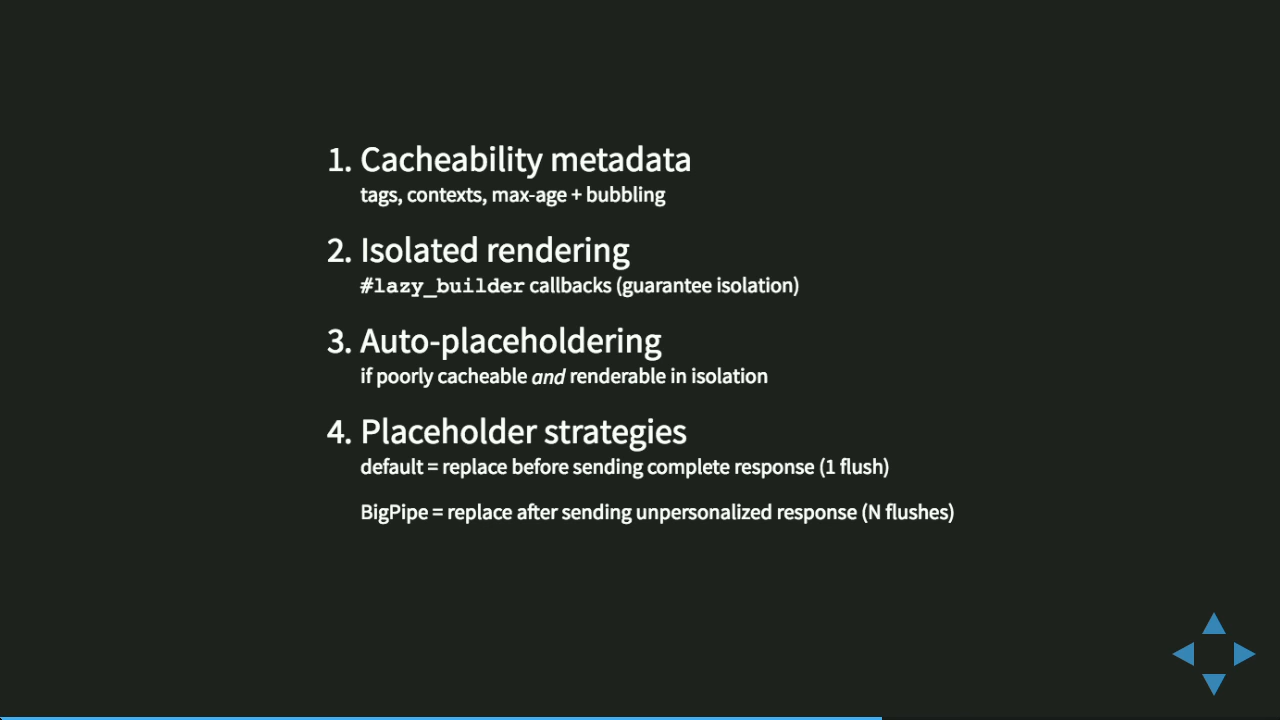 1. Cacheability metadata
tags, contexts, max-age + bubbling
2. Isolated rendering
#lazy_builder callbacks (guarantee isolation)
3. Auto-placeholdering
if poorly cacheable and renderable in isolation
4. Placeholder strategies
default = replace before sending complete response (1 flush)
BigPipe = replace after sending unpersonalized response (N flushes)